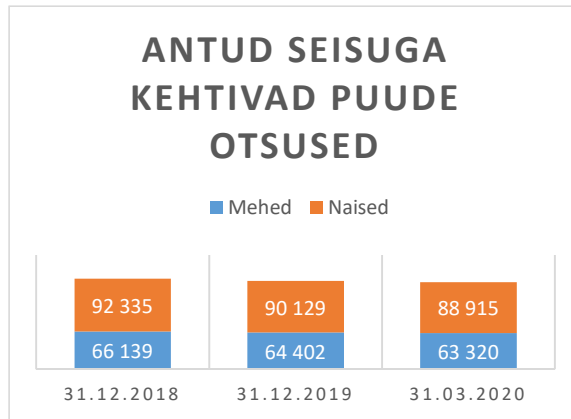 ANTUD SEISUGA
KEHTIVAD PUUDE
OTSUSED
Mehed Naised
92 335 90 129 88 915
66 139 64 402 63 320
31.12.2018 31.12.2019 31.03.2020